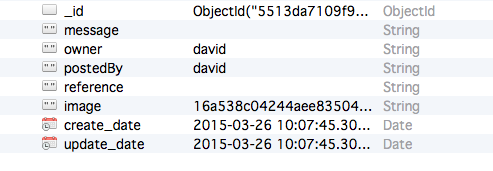 _id ObjectId("5513da7109f9... ObjectId
"" message String
"" owner david String
"" postedBy david String
"" reference String
"" image 16a538c04244aee83504... String
create_date 2015-03-26 10:07:45.30... Date
update_date 2015-03-26 10:07:45.30... Date